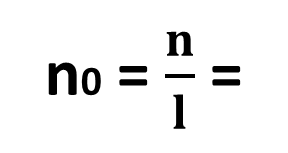 n₀ = n/l =